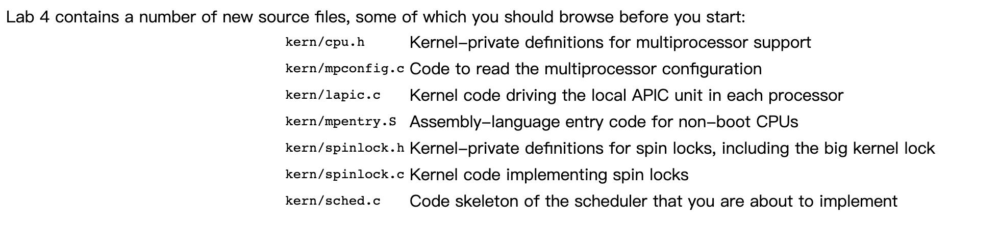 Lab 4 contains a number of new source files, some of which you should browse before you start:
kern/cpu.h Kernel-private definitions for multiprocessor support
kern/mpconfig.c Code to read the multiprocessor configuration
kern/lapic.c Kernel code driving the local APIC unit in each processor
kern/mpentry.S Assembly-language entry code for non-boot CPUs
kern/spinlock.h Kernel-private definitions for spin locks, including the big kernel lock
kern/spinlock.c Kernel code implementing spin locks
kern/sched.c Code skeleton of the scheduler that you are about to implement